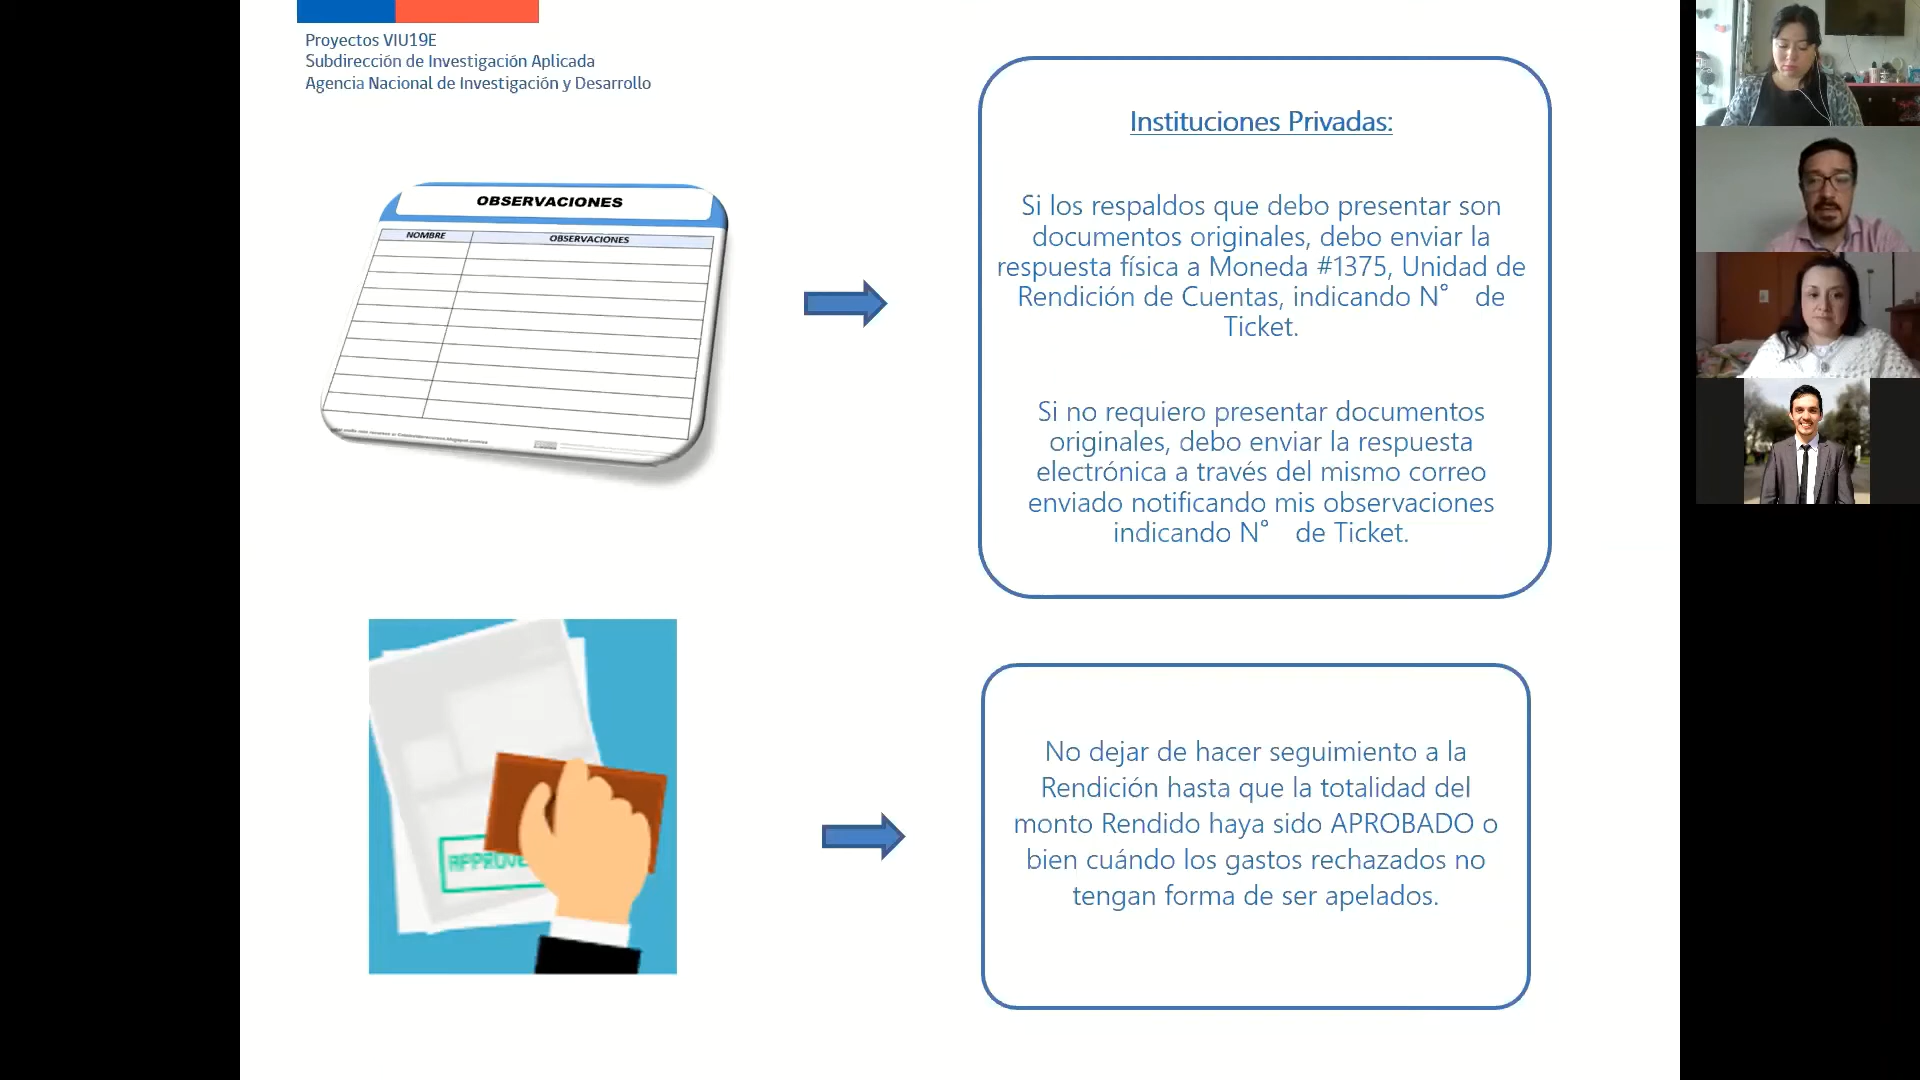 Proyectos VIU19E
Subdirección de Investigación Aplicada
Agencia Nacional de Investigación y Desarrollo
OBSERVACIONES
NOMBRE
OBSERVACIONES
Instituciones Privadas:
Si los respaldos que debo presentar son
documentos originales, debo enviar la
respuesta física a Moneda #1375, Unidad de
Rendición de Cuentas, indicando N° de
Ticket.
Si no requiero presentar documentos
originales, debo enviar la respuesta
electrónica a través del mismo correo
enviado notificando mis observaciones
indicando N° de Ticket.
No dejar de hacer seguimiento a la
Rendición hasta que la totalidad del
monto Rendido haya sido APROBADO o
bien cuándo los gastos rechazados no
tengan forma de ser apelados.